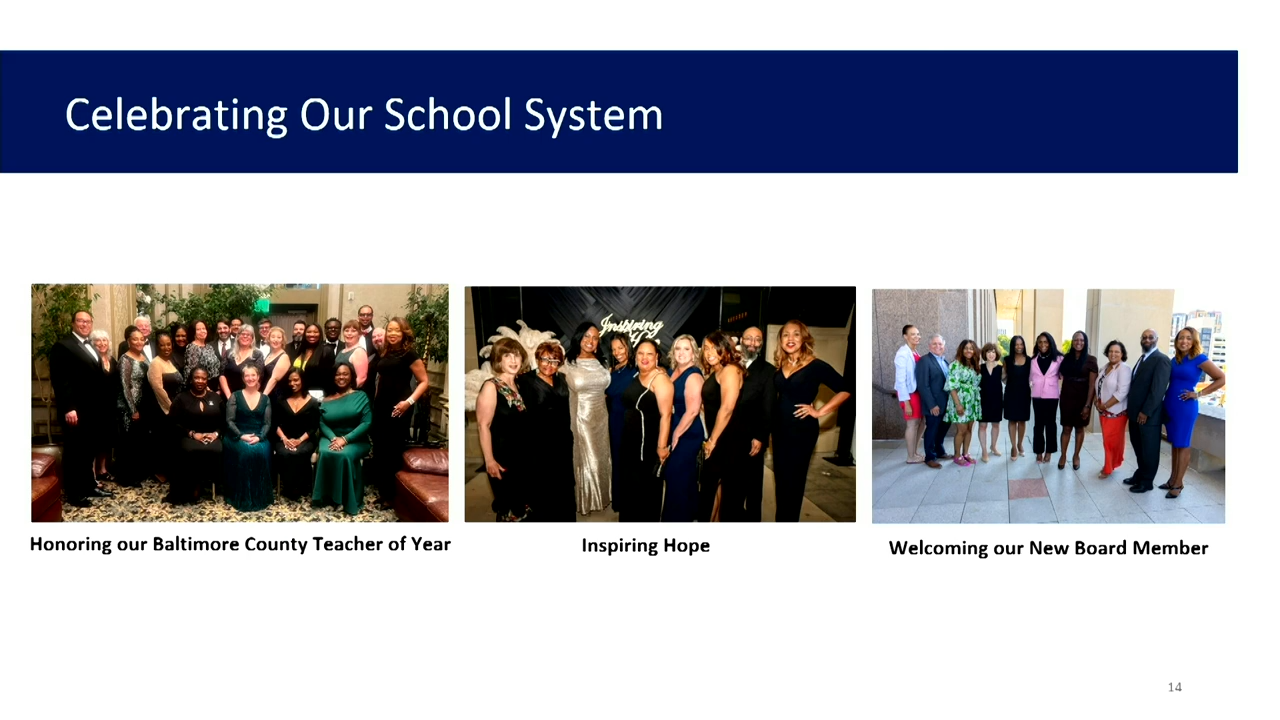 Celebrating Our School System
Inspiring
Honoring our Baltimore County Teacher of Year
Inspiring Hope
Welcoming our New Board Member
14